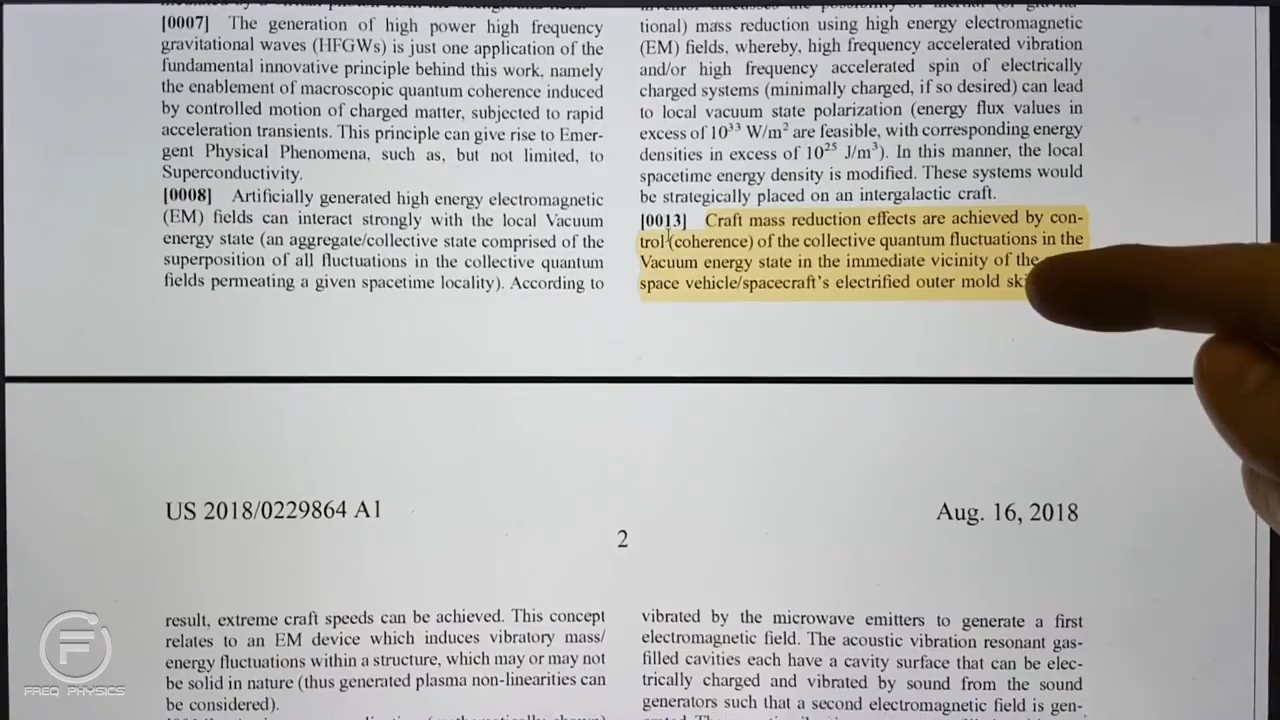 [0007] The generation of high power high frequency
gravitational waves (HFGWs) is just one application of the
fundamental innovative principle behind this work, namely
the enablement of macroscopic quantum coherence induced
by controlled motion of charged matter, subjected to rapid
acceleration transients. This principle can give rise to Emer-
gent Physical Phenomena, such as, but not limited, to
Superconductivity.
[0008] Artificially generated high energy electromagnetic
(EM) fields can interact strongly with the local Vacuum
energy state (an aggregate/collective state comprised of the
superposition of all fluctuations in the collective quantum
fields permeating a given spacetime locality). According to
tional) mass reduction using high energy electromagnetic
(EM) fields, whereby, high frequency accelerated vibration
and/or high frequency accelerated spin of electrically
charged systems (minimally charged, if so desired) can lead
to local vacuum state polarization (energy flux values in
excess of 10³³ W/m² are feasible, with corresponding energy
densities in excess of 10²⁵ J/m³). In this manner, the local
spacetime energy density is modified. These systems would
be strategically placed on an intergalactic craft.
[0013] Craft mass reduction effects are achieved by con-
trol (coherence) of the collective quantum fluctuations in the
Vacuum energy state in the immediate vicinity of the
space vehicle/spacecraft's electrified outer mold
US 2018/0229864 A1
Aug. 16, 2018
2
result, extreme craft speeds can be achieved. This concept
relates to an EM device which induces vibratory mass/
energy fluctuations within a structure, which may or may not
be solid in nature (thus generated plasma non-linearities can
be considered).
vibrated by the microwave emitters to generate a first
electromagnetic field. The acoustic vibration resonant gas-
filled cavities each have a cavity surface that can be elec-
trically charged and vibrated by sound from the sound
generators such that a second electromagnetic field is gen-
F
FREQ PHYSICS